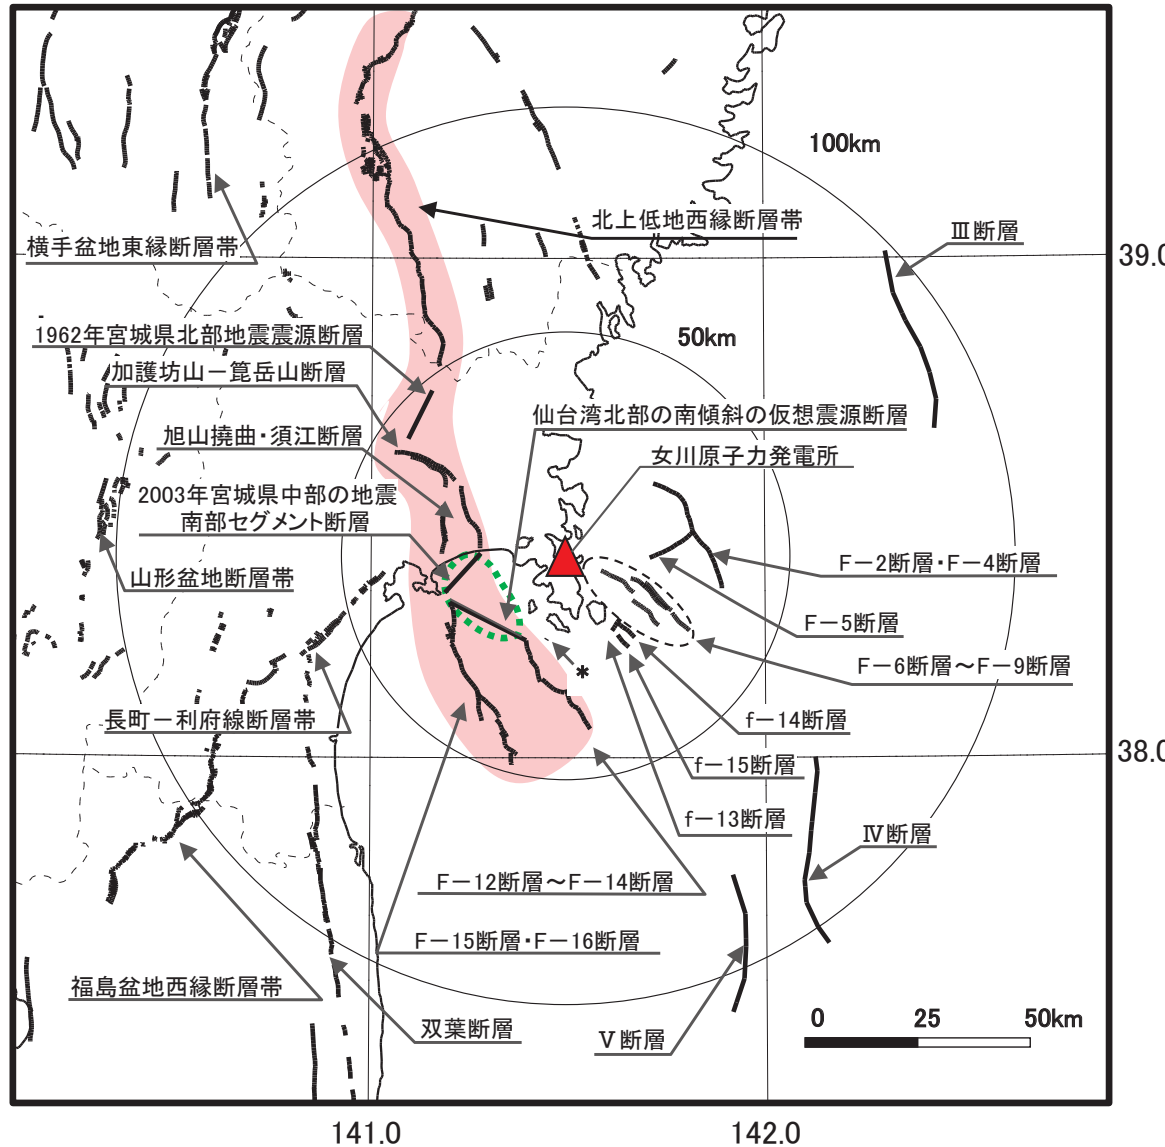 100km
北上低地西縁断層帯
Ⅲ断層
横手盆地東縁断層帯
39.0
1962年宮城県北部地震震源断層
50km
加護坊山－箟岳山断層
仙台湾北部の南傾斜の仮想震源断層
旭山撓曲・須江断層
女川原子力発電所
2003年宮城県中部の地震
南部セグメント断層
山形盆地断層帯
F－2断層・F－4断層
F－5断層
F－6断層～F－9断層
*
長町－利府線断層帯
f－14断層
38.0
f－15断層
f－13断層
Ⅳ断層
F－12断層～F－14断層
F－15断層・F－16断層
福島盆地西縁断層帯
双葉断層
Ⅴ断層
0 25 50km
141.0 142.0